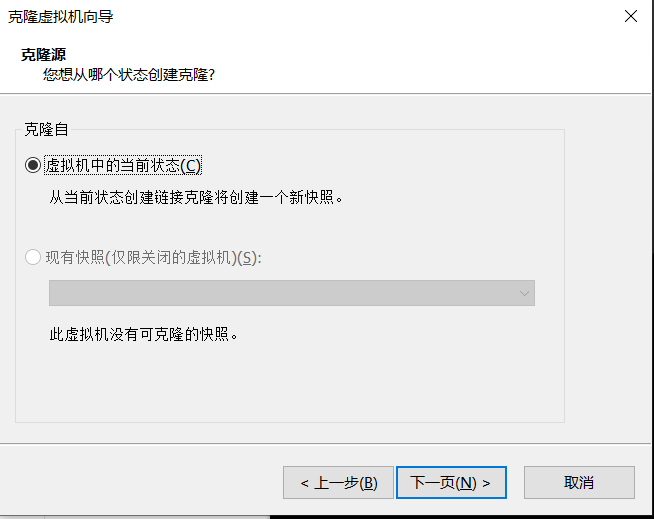 克隆虚拟机向导
克隆源
您想从哪个状态创建克隆?
克隆自
虚拟机中的当前状态(C)
从当前状态创建链接克隆将创建一个新快照。
现有快照(仅限关闭的虚拟机)(S):
此虚拟机没有可克隆的快照。
< 上一步(B)
下一页(N) >
取消